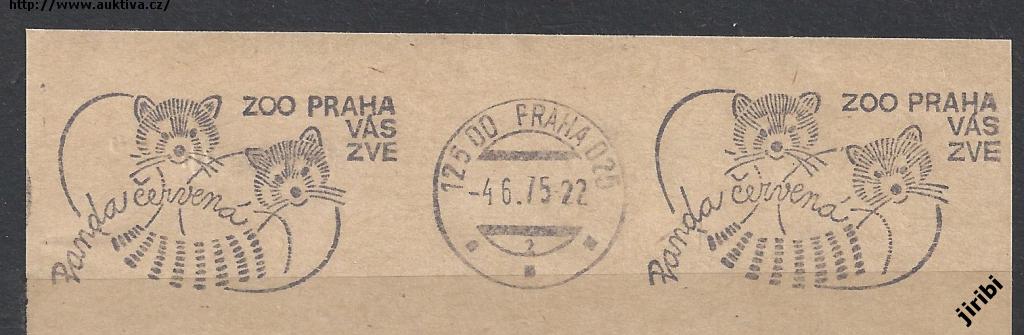 http://www.auktiva.cz/
ZOO PRAHA
VÁS
ZVE
Panda červená
125 00 PRAHA 025
-4.6.75-22
a 2
ZOO PRAHA
VÁS
ZVE
Panda červená
jiribi